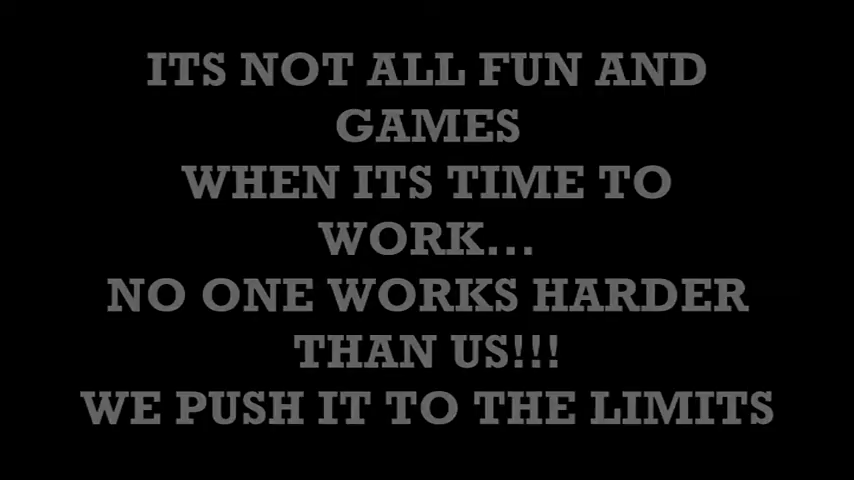 ITS NOT ALL FUN AND
GAMES
WHEN ITS TIME TO
WORK...
NO ONE WORKS HARDER
THAN US!!!
WE PUSH IT TO THE LIMITS